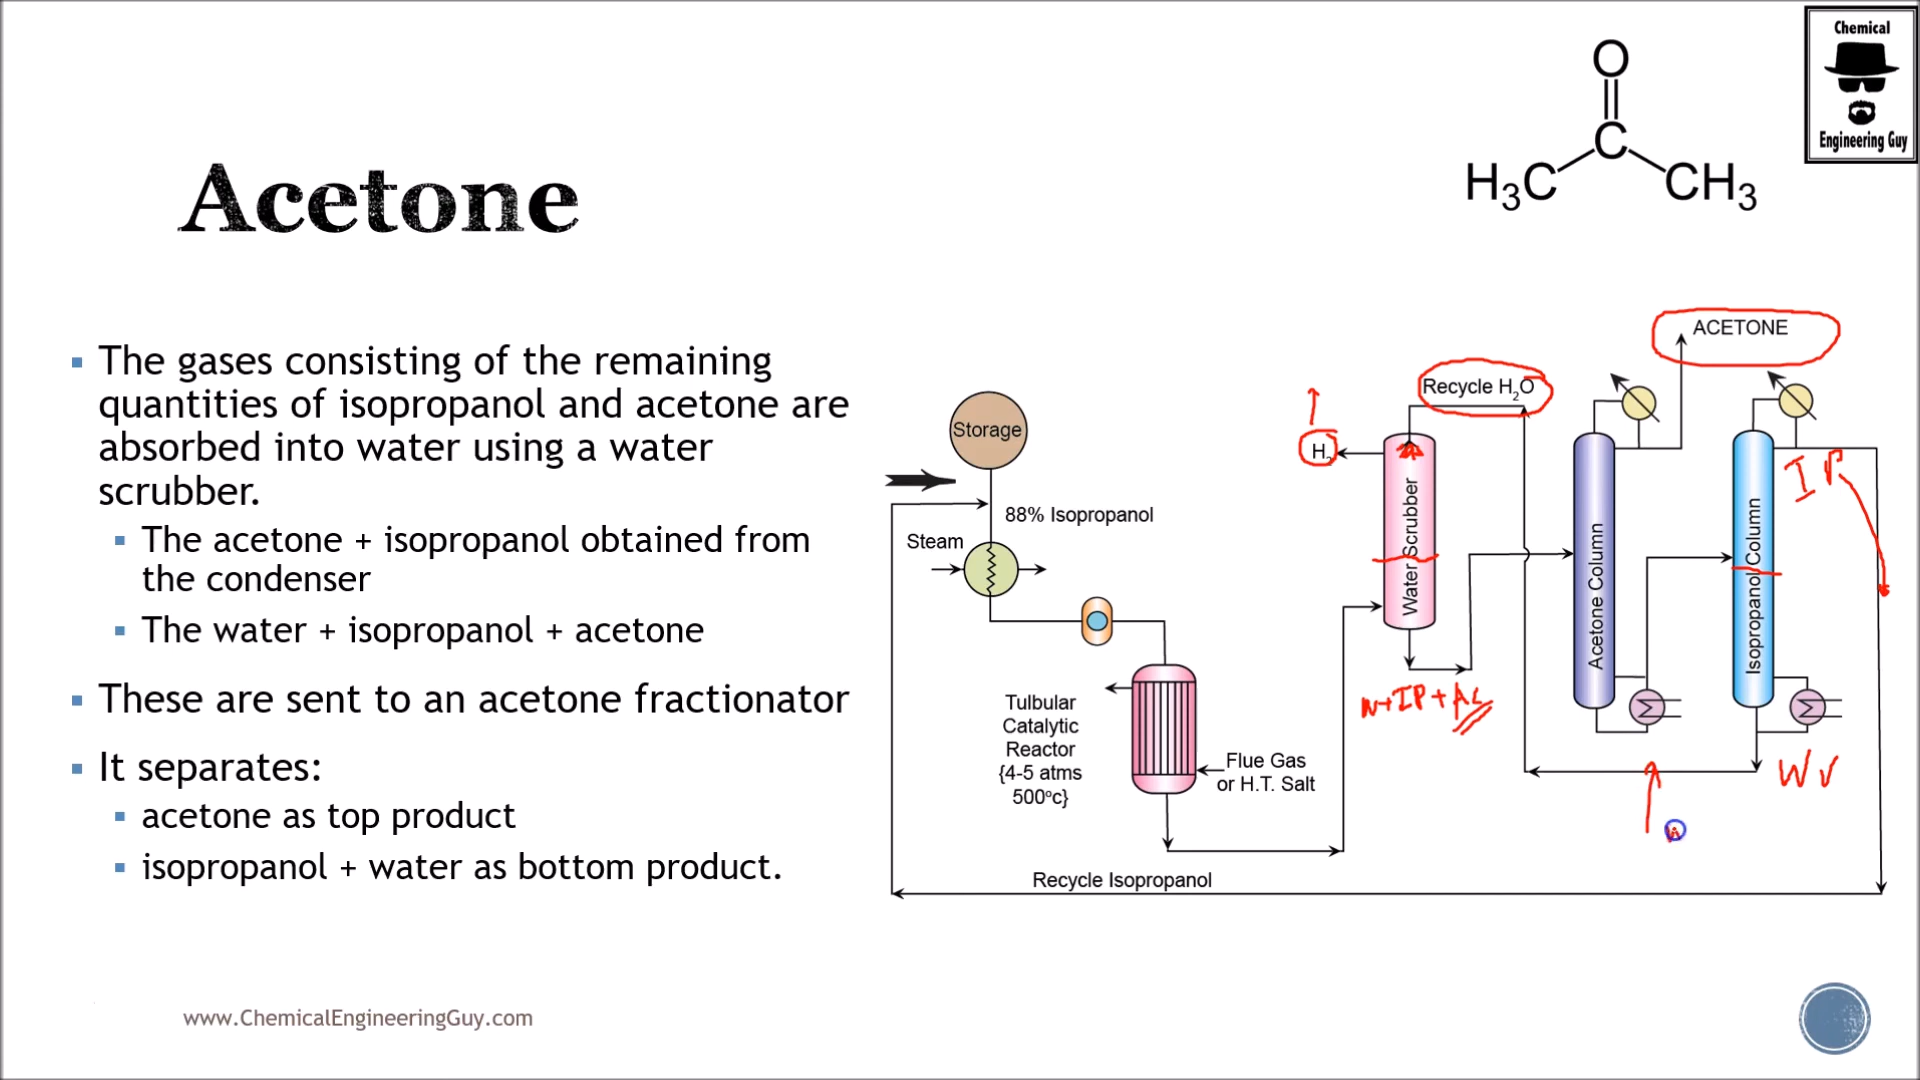 Chemical
Engineering Guy
O
C
H3C
CH3
Acetone
The gases consisting of the remaining
quantities of isopropanol and acetone are
absorbed into water using a water
scrubber.
The acetone + isopropanol obtained from
the condenser
The water + isopropanol + acetone
These are sent to an acetone fractionator
It separates:
acetone as top product
isopropanol + water as bottom product.
ACETONE
Recycle H2O
Storage
H2
IP
88% Isopropanol
Steam
Water Scrubber
Acetone Column
Isopropanol Column
W+IP+AC
Tulbular
Catalytic
Reactor
{4-5 atms
500°c}
Flue Gas
or H.T. Salt
W
Recycle Isopropanol
www.ChemicalEngineeringGuy.com